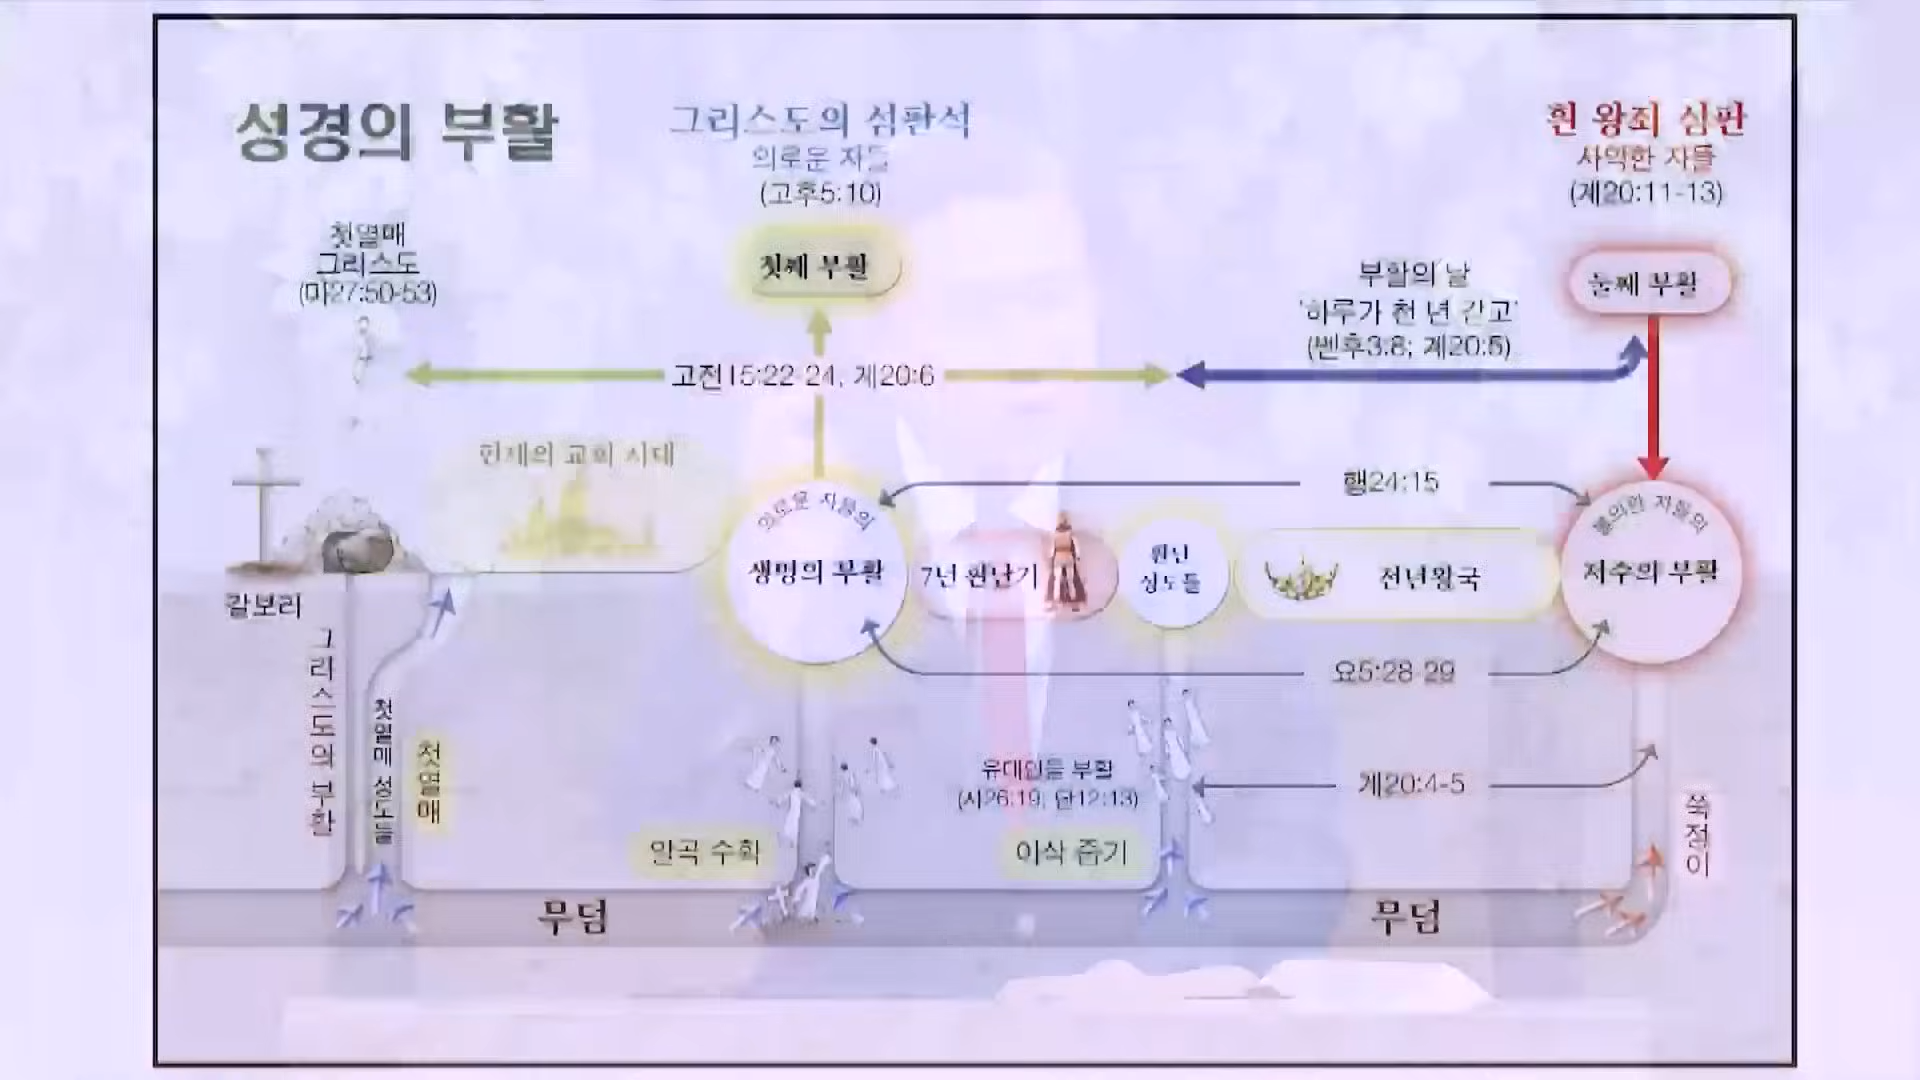 성경의 부활
그리스도의 심판석
의로운 자들
(고후5:10)
흰 왕좌 심판
사악한 자들
(계20:11-13)
첫열매
그리스도
(마27:50-53)
첫째 부활
부활의 날
'하루가 천 년 같고'
(벧후3:8; 계20:5)
둘째 부활
고전15:22-24, 계20:6
현재의 교회 시대
행24:15
의로운 자들의
생명의 부활
7년 환난기
환난
성도들
천년왕국
불의한 자들의
저주의 부활
갈보리
요5:28-29
그리스도의 부활
첫열매 성도들
첫열매
유대인들 부활
(사26:19; 단12:13)
계20:4-5
쭉정이
알곡 수확
이삭 줍기
무덤
무덤